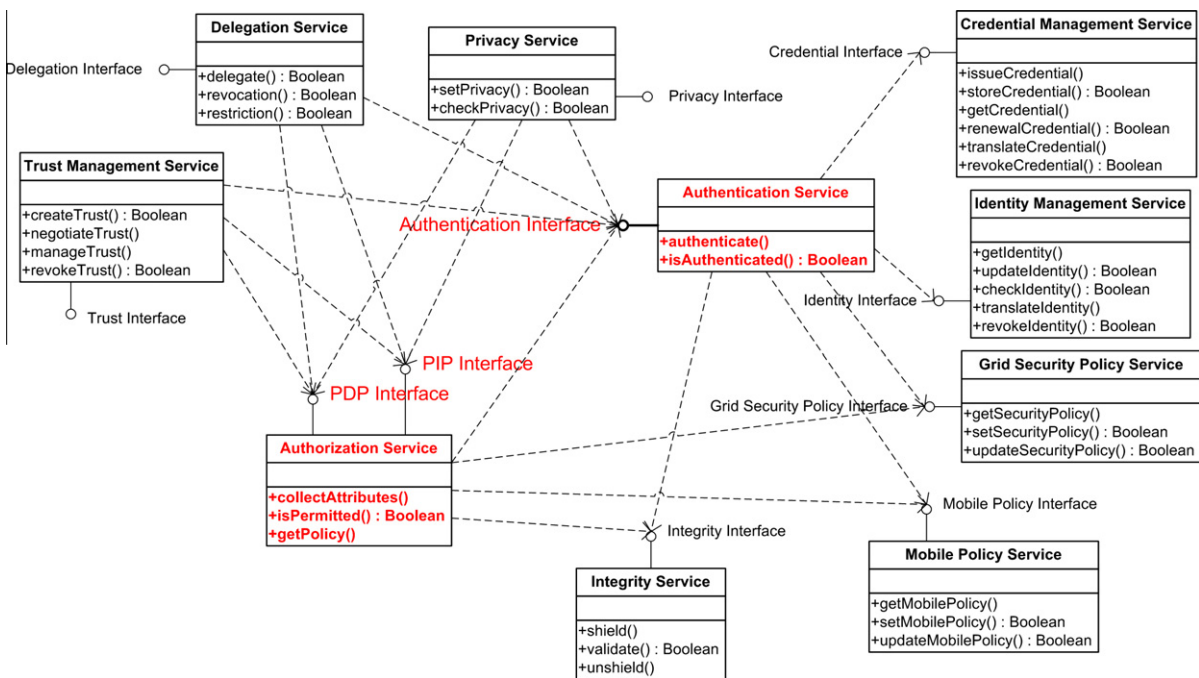 Delegation Service
+delegate() : Boolean
+revocation() : Boolean
+restriction() : Boolean
Delegation Interface
Privacy Service
+setPrivacy() : Boolean
+checkPrivacy() : Boolean
Privacy Interface
Credential Management Service
+issueCredential()
+storeCredential() : Boolean
+getCredential()
+renewalCredential() : Boolean
+translateCredential()
+revokeCredential() : Boolean
Credential Interface
Trust Management Service
+createTrust() : Boolean
+negotiateTrust()
+manageTrust()
+revokeTrust() : Boolean
Trust Interface
Authentication Interface
Authentication Service
+authenticate()
+isAuthenticated() : Boolean
Identity Management Service
+getIdentity()
+updateIdentity() : Boolean
+checkIdentity() : Boolean
+translateIdentity()
+revokeIdentity() : Boolean
Identity Interface
PIP Interface
PDP Interface
Grid Security Policy Service
+getSecurityPolicy()
+setSecurityPolicy() : Boolean
+updateSecurityPolicy() : Boolean
Grid Security Policy Interface
Authorization Service
+collectAttributes()
+isPermitted() : Boolean
+getPolicy()
Mobile Policy Interface
Integrity Interface
Mobile Policy Service
+getMobilePolicy()
+setMobilePolicy() : Boolean
+updateMobilePolicy() : Boolean
Integrity Service
+shield()
+validate() : Boolean
+unshield()